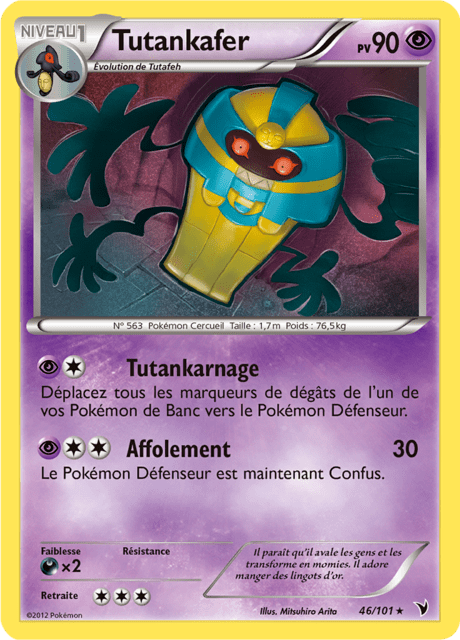 NIVEAU 1
Tutankafer
PV 90
Évolution de Tutafeh
N° 563 Pokémon Cercueil Taille : 1,7 m Poids : 76,5 kg
Tutankarnage
Déplacez tous les marqueurs de dégâts de l'un de
vos Pokémon de Banc vers le Pokémon Défenseur.
Affolement 30
Le Pokémon Défenseur est maintenant Confus.
Faiblesse
Résistance
×2
Il paraît qu'il avale les gens et les
transforme en momies. Il adore
manger des lingots d'or.
Retraite
Illus. Mitsuhiro Arita
46/101 ★
©2012 Pokémon